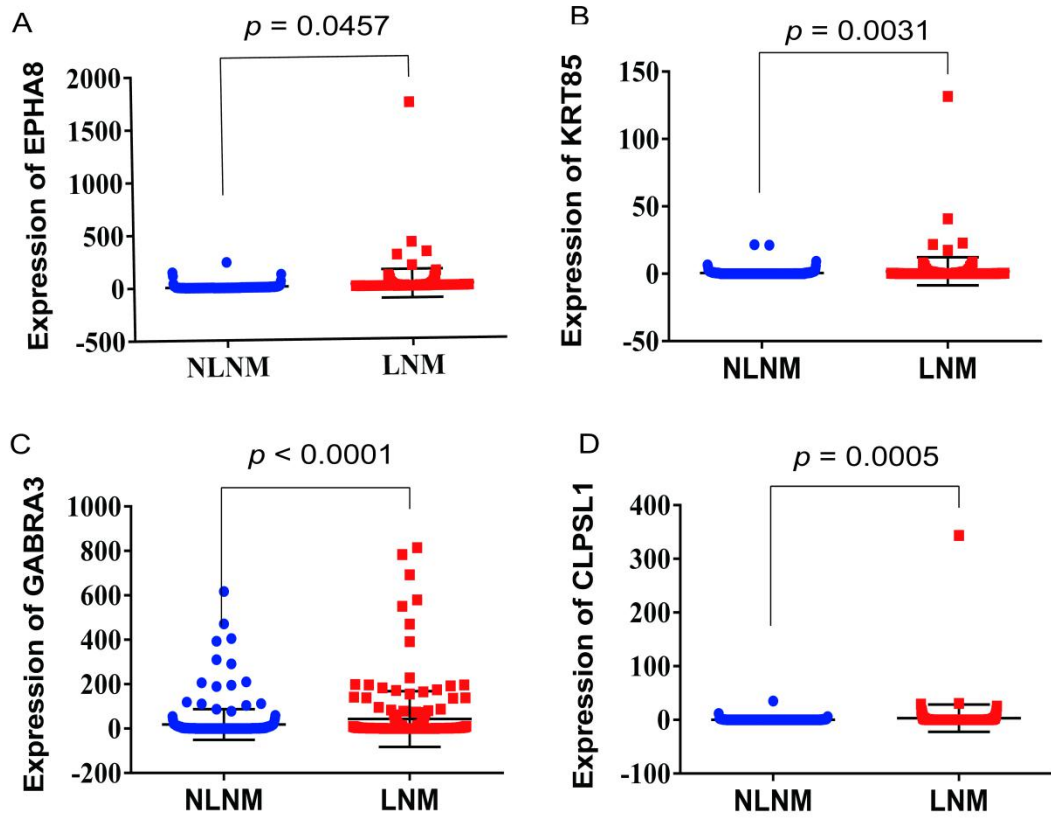 A
p = 0.0457
Expression of EPHA8
2000
1500
1000
500
0
-500
NLNM
LNM
B
p = 0.0031
Expression of KRT85
150
100
50
0
-50
NLNM
LNM
C
p < 0.0001
Expression of GABRA3
1000
800
600
400
200
0
-200
NLNM
LNM
D
p = 0.0005
Expression of CLPSL1
400
300
200
100
0
-100
NLNM
LNM